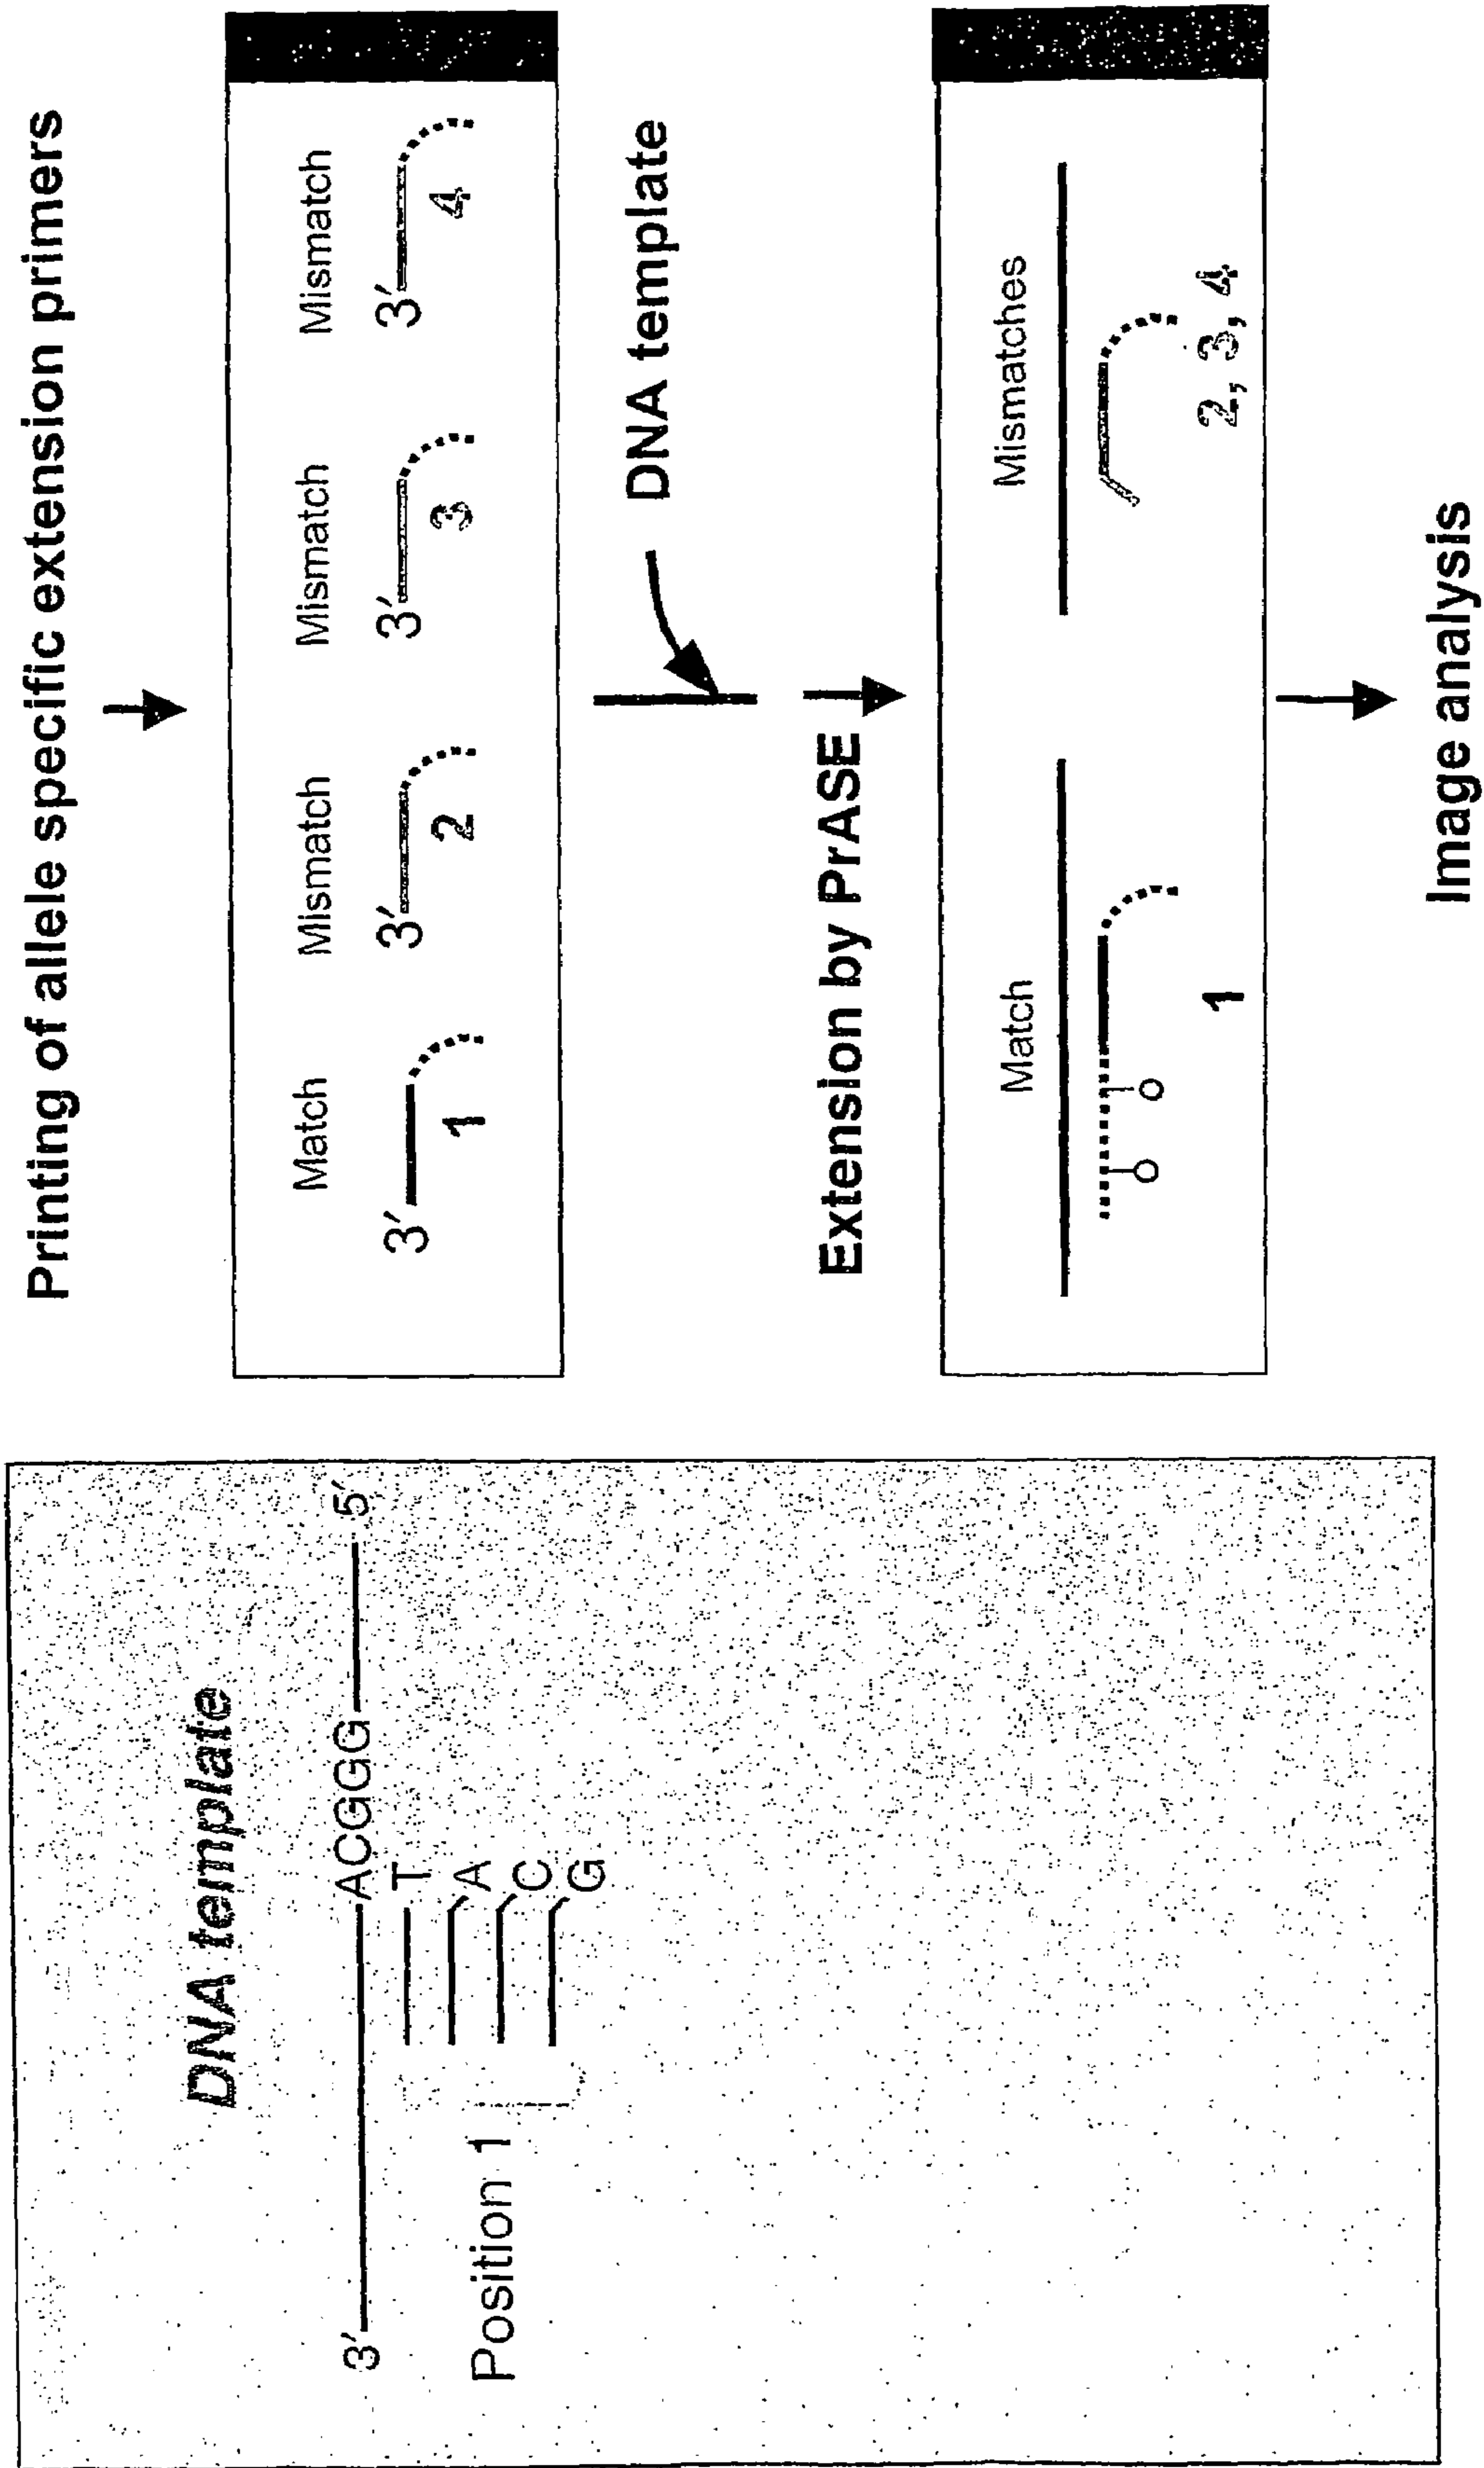 DNA template
3′ ACGGG 5′
T
A
C
G
Position 1
Printing of allele specific extension primers
Match Mismatch Mismatch Mismatch
3′ 3′ 3′ 3′
1 2 3 4
DNA template
Extension by PrASE
Match Mismatches
1 2, 3, 4
Image analysis